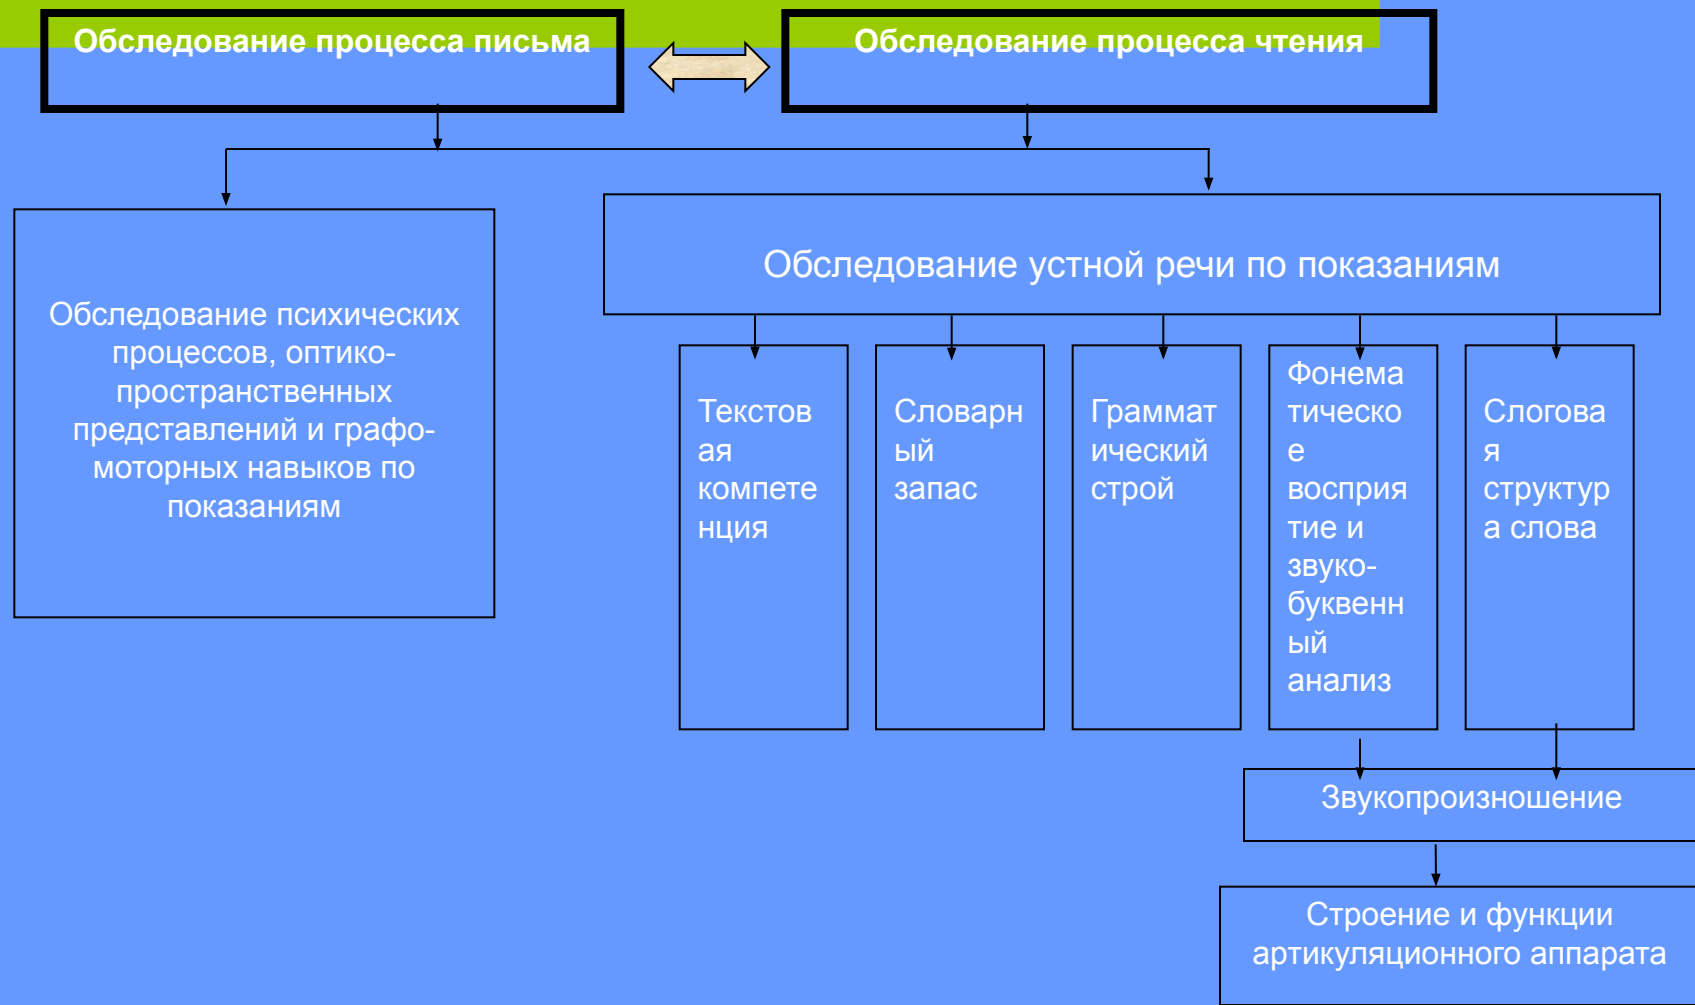 Обследование процесса письма
Обследование процесса чтения
Обследование психических
процессов, оптико-
пространственных
представлений и графо-
моторных навыков по
показаниям
Обследование устной речи по показаниям
Текстов
ая
компете
нция
Словарн
ый
запас
Граммат
ический
строй
Фонема
тическо
е
восприя
тие и
звуко-
буквенн
ый
анализ
Слогова
я
структур
а слова
Звукопроизношение
Строение и функции
артикуляционного аппарата